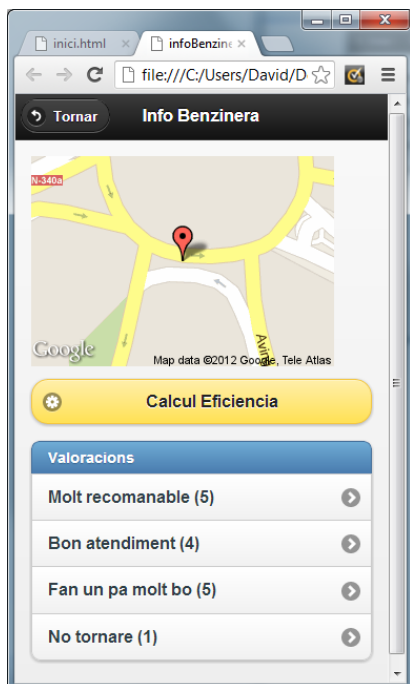 inici.html
infoBenzine
file:///C:/Users/David/D
Tornar
Info Benzinera
N-340a
Google
Aving
Map data ©2012 Google, Tele Atlas
Calcul Eficiencia
Valoracions
Molt recomanable (5)
Bon atendiment (4)
Fan un pa molt bo (5)
No tornare (1)